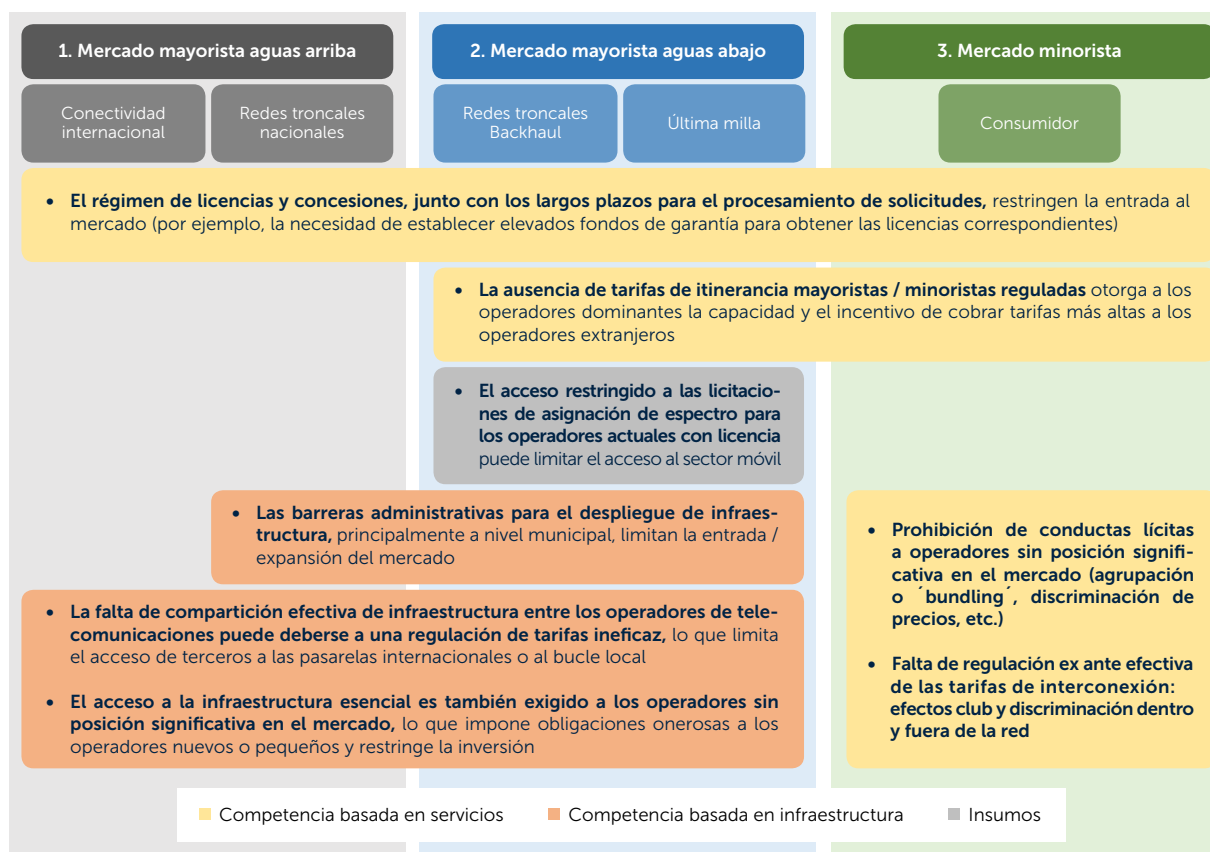 1. Mercado mayorista aguas arriba
2. Mercado mayorista aguas abajo
3. Mercado minorista
Conectividad
internacional
Redes troncales
nacionales
Redes troncales
Backhaul
Última milla
Consumidor
• El régimen de licencias y concesiones, junto con los largos plazos para el procesamiento de solicitudes, restringen la entrada al
mercado (por ejemplo, la necesidad de establecer elevados fondos de garantía para obtener las licencias correspondientes)
• La ausencia de tarifas de itinerancia mayoristas / minoristas reguladas otorga a los
operadores dominantes la capacidad y el incentivo de cobrar tarifas más altas a los
operadores extranjeros
• El acceso restringido a las licitacio-
nes de asignación de espectro para
los operadores actuales con licencia
puede limitar el acceso al sector móvil
• Las barreras administrativas para el despliegue de infraes-
tructura, principalmente a nivel municipal, limitan la entrada /
expansión del mercado
• La falta de compartición efectiva de infraestructura entre los operadores de tele-
comunicaciones puede deberse a una regulación de tarifas ineficaz, lo que limita
el acceso de terceros a las pasarelas internacionales o al bucle local
• El acceso a la infraestructura esencial es también exigido a los operadores sin
posición significativa en el mercado, lo que impone obligaciones onerosas a los
operadores nuevos o pequeños y restringe la inversión
• Prohibición de conductas lícitas
a operadores sin posición signifi-
cativa en el mercado (agrupación
o ´bundling´, discriminación de
precios, etc.)
• Falta de regulación ex ante efectiva
de las tarifas de interconexión:
efectos club y discriminación dentro
y fuera de la red
Competencia basada en servicios
Competencia basada en infraestructura
Insumos